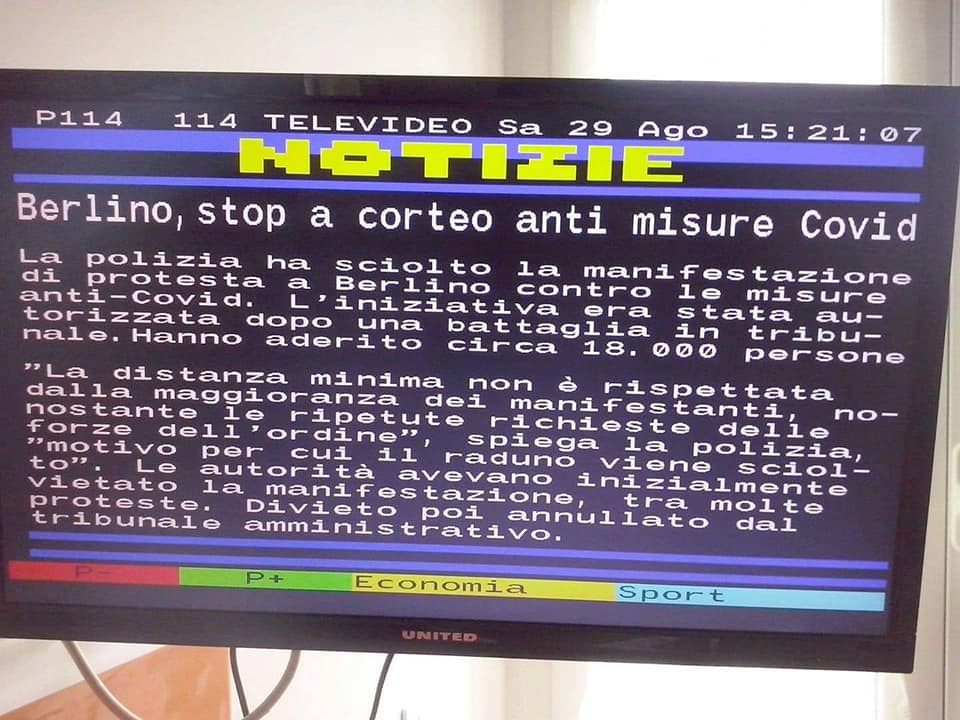 P114 114 TELEVIDEO Sa 29 Ago 15:21:07
NOTIZIE
Berlino,stop a corteo anti misure Covid
La polizia ha sciolto la manifestazione
di protesta a Berlino contro le misure
anti-Covid. L'iniziativa era stata au-
torizzata dopo una battaglia in tribu-
nale.Hanno aderito circa 18.000 persone
"La distanza minima non è rispettata
dalla maggioranza dei manifestanti, no-
nostante le ripetute richieste delle
forze dell'ordine", spiega la polizia,
"motivo per cui il raduno viene sciol-
to". Le autorità avevano inizialmente
vietato la manifestazione, tra molte
proteste. Divieto poi annullato dal
tribunale amministrativo.
P- P+ Economia Sport
UNITED